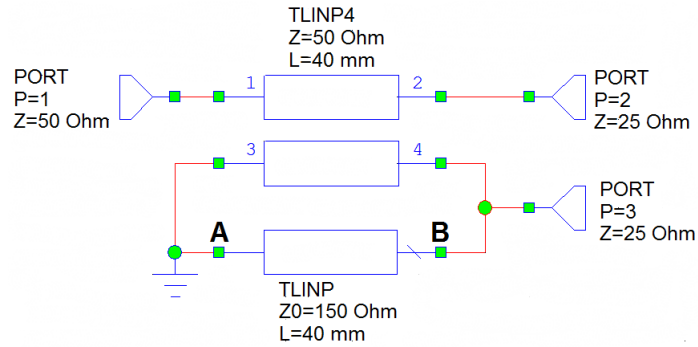 TLINP4
Z=50 Ohm
L=40 mm
PORT
P=1
Z=50 Ohm
1
2
PORT
P=2
Z=25 Ohm
3
4
PORT
P=3
Z=25 Ohm
A
B
TLINP
Z0=150 Ohm
L=40 mm